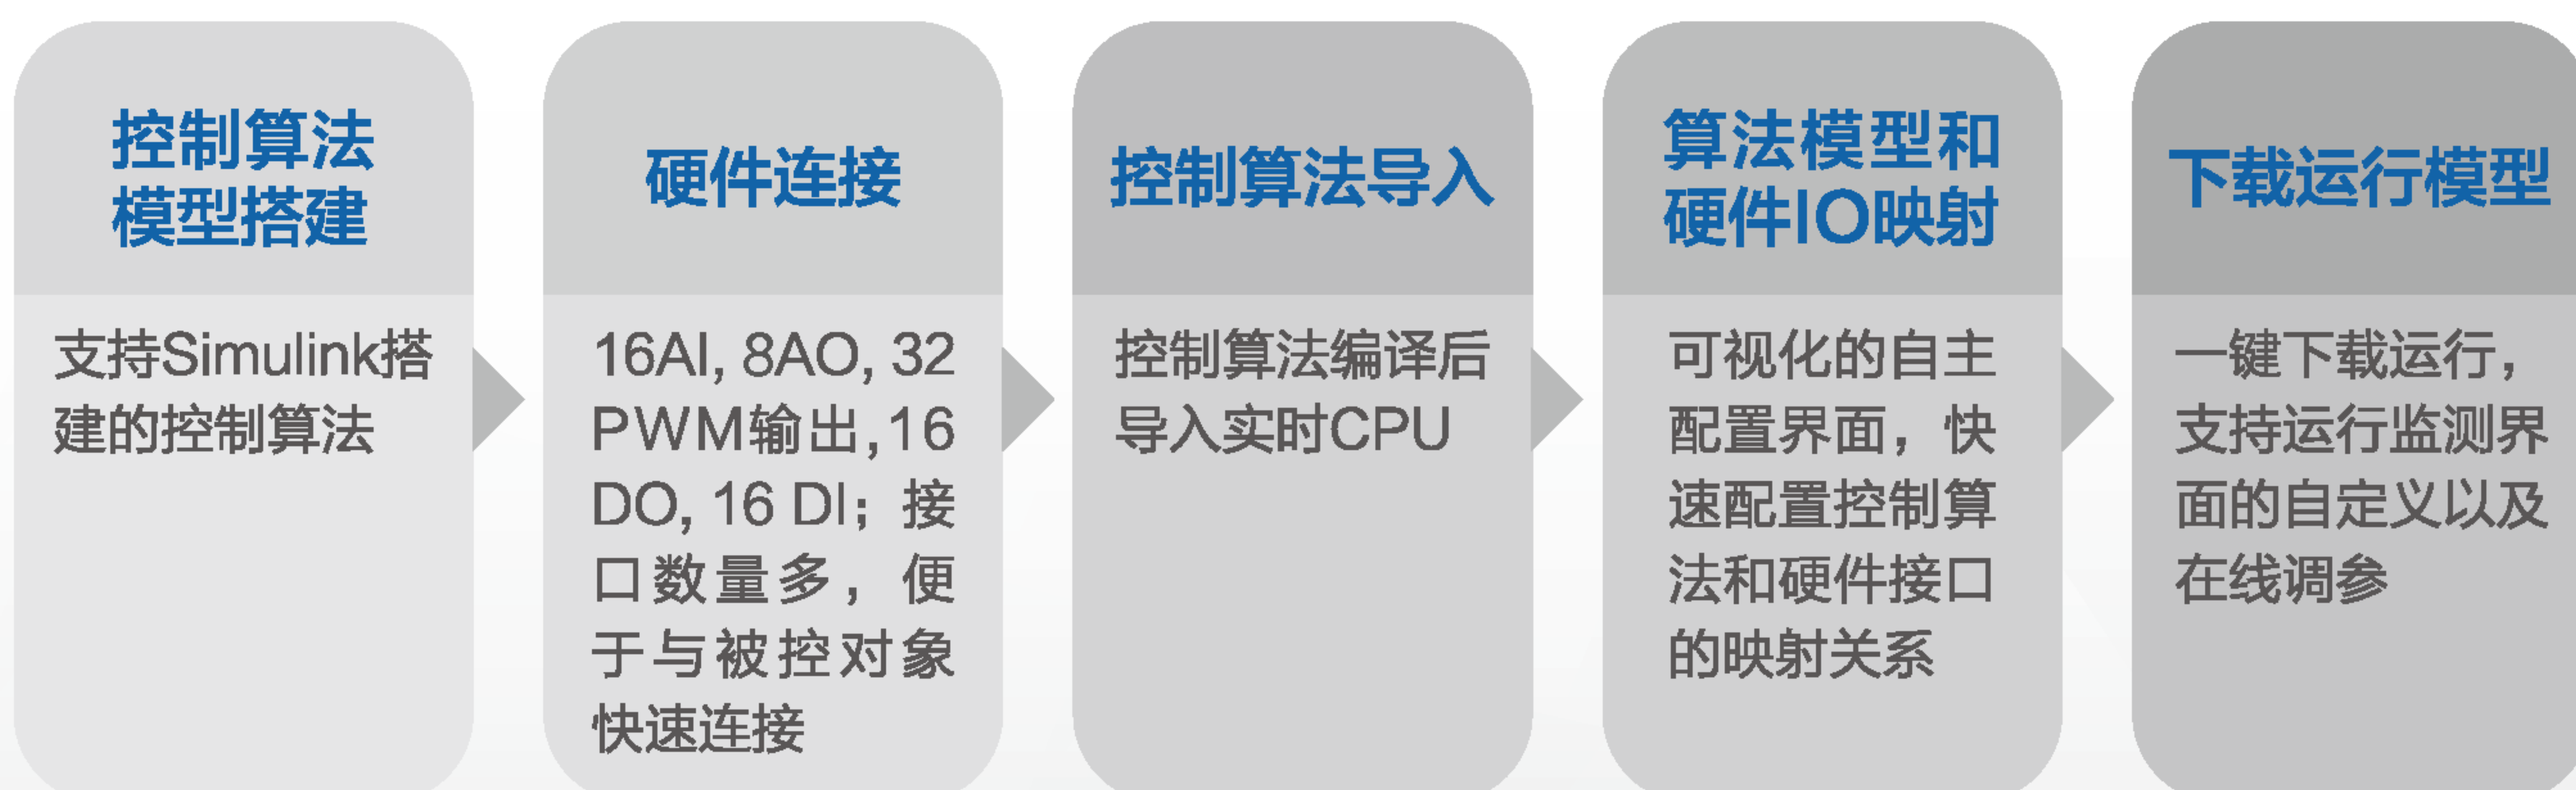 控制算法
模型搭建
支持Simulink搭
建的控制算法
硬件连接
16AI, 8AO, 32
PWM输出,16
DO, 16 DI；接
口数量多，便
于与被控对象
快速连接
控制算法导入
控制算法编译后
导入实时CPU
算法模型和
硬件IO映射
可视化的自主
配置界面，快
速配置控制算
法和硬件接口
的映射关系
下载运行模型
一键下载运行，
支持运行监测界
面的自定义以及
在线调参